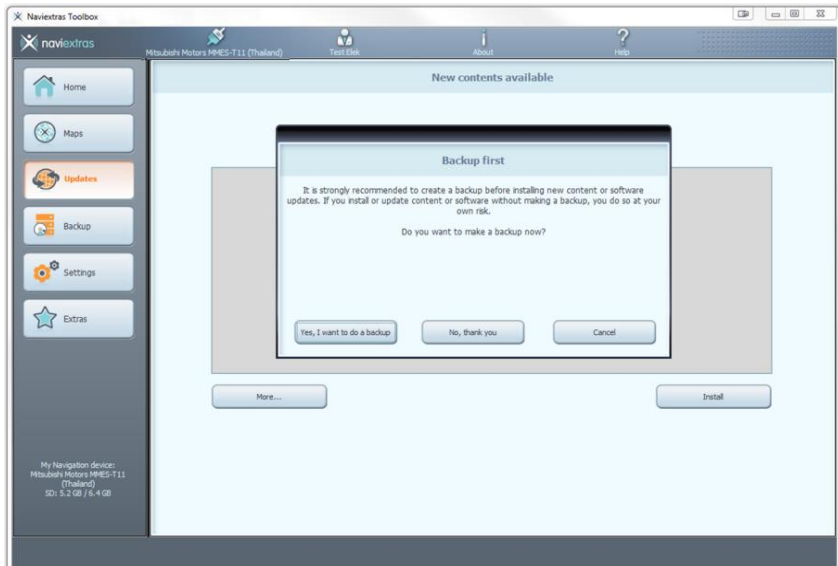 Naviextras Toolbox
naviextras
Mitsubishi Motors MMES-T11 (Thailand)
Test Elek
About
Help
Home
Maps
Updates
Backup
Settings
Extras
My Navigation device:
Mitsubishi Motors MMES-T11
(Thailand)
SD: 5.2 GB / 6.4 GB
New contents available
Backup first
It is strongly recommended to create a backup before installing new content or software
updates. If you install or update content or software without making a backup, you do so at your
own risk.
Do you want to make a backup now?
Yes, I want to do a backup
No, thank you
Cancel
More...
Install